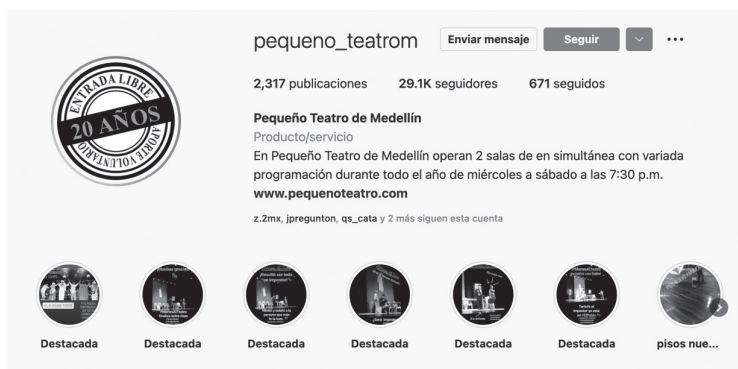 pequeno_teatrom Enviar mensaje Seguir
2,317 publicaciones 29.1K seguidores 671 seguidos
ENTRADA LIBRE
20 AÑOS
APORTE VOLUNTARIO
Pequeño Teatro de Medellín
Producto/servicio
En Pequeño Teatro de Medellín operan 2 salas de en simultánea con variada
programación durante todo el año de miércoles a sábado a las 7:30 p.m.
www.pequenoteatro.com
z.2mx, jpregunton, qs_cata y 2 más siguen esta cuenta
Destacada Destacada Destacada Destacada Destacada Destacada pisos nue...